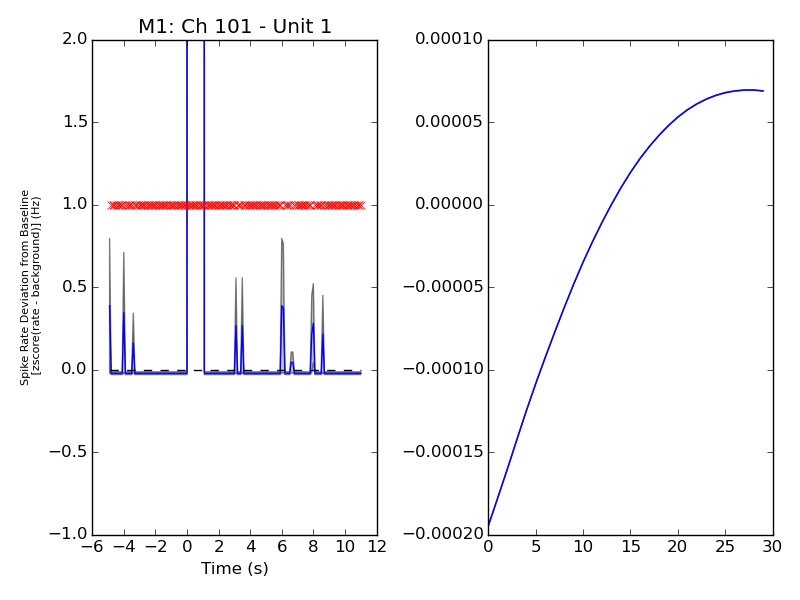 M1: Ch 101 - Unit 1
2.0
1.5
1.0
0.5
0.0
−0.5
−1.0
Spike Rate Deviation from Baseline
[zscore(rate - background)] (Hz)
−6 −4 −2 0 2 4 6 8 10 12
Time (s)
0.00010
0.00005
0.00000
−0.00005
−0.00010
−0.00015
−0.00020
0 5 10 15 20 25 30